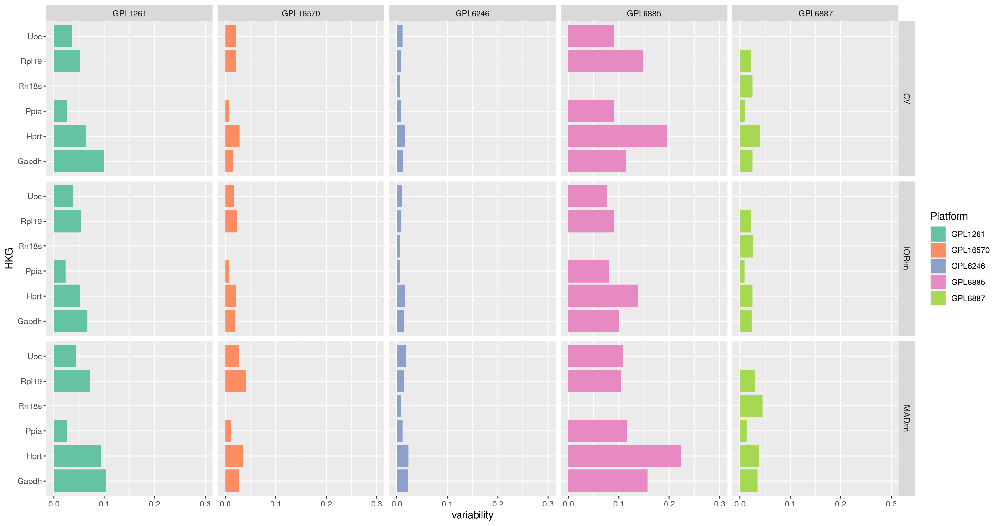 GPL1261 GPL16570 GPL6246 GPL6885 GPL6887
Ubc
Rpl19
Rn18s
Ppia
Hprt
Gapdh
CV
Ubc
Rpl19
Rn18s
Ppia
Hprt
Gapdh
IQR/m
Ubc
Rpl19
Rn18s
Ppia
Hprt
Gapdh
MAD/m
HKG
0.0 0.1 0.2 0.3 0.0 0.1 0.2 0.3 0.0 0.1 0.2 0.3 0.0 0.1 0.2 0.3 0.0 0.1 0.2 0.3
variability
Platform
GPL1261
GPL16570
GPL6246
GPL6885
GPL6887